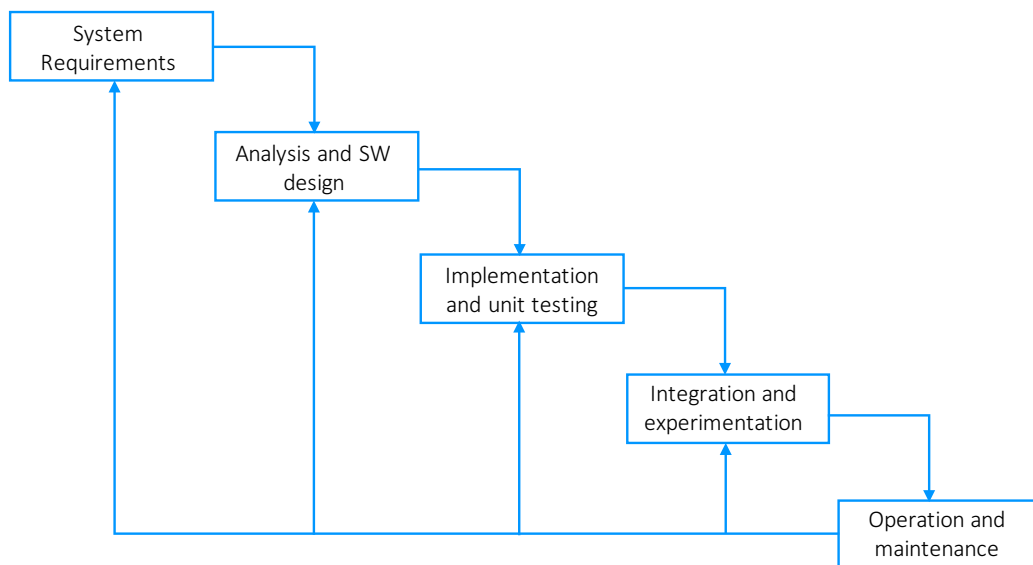 System
Requirements
Analysis and SW
design
Implementation
and unit testing
Integration and
experimentation
Operation and
maintenance